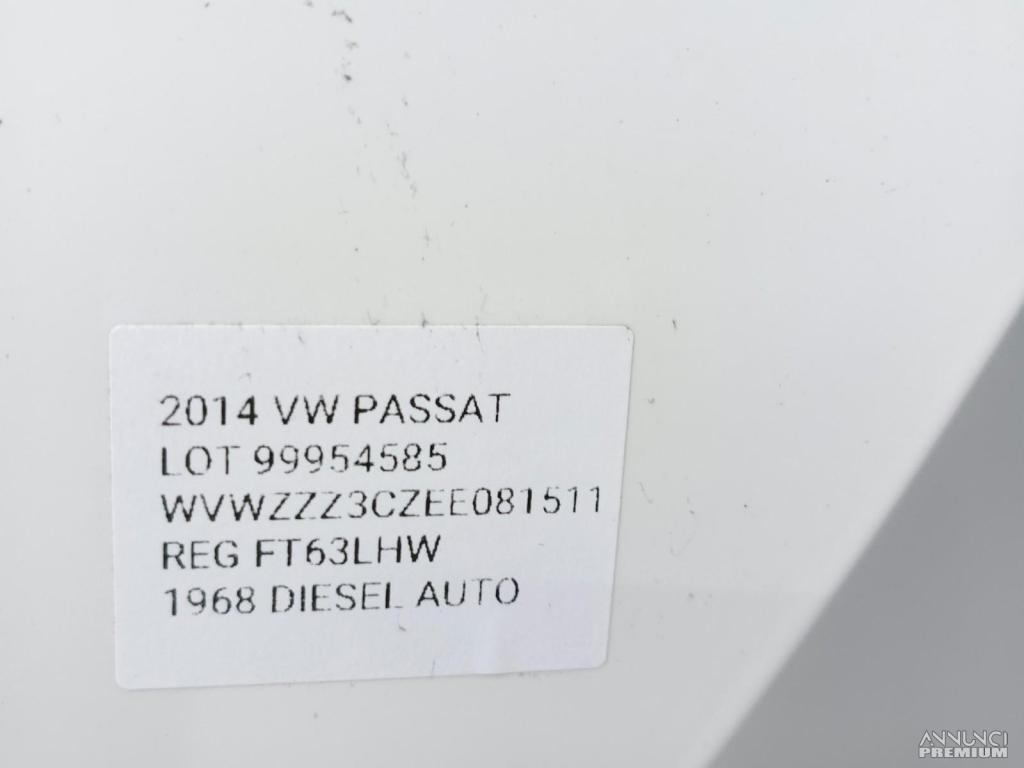 2014 VW PASSAT
LOT 99954585
WVWZZZ3CZEE081511
REG FT63LHW
1968 DIESEL AUTO
ANNUNCI
PREMIUM